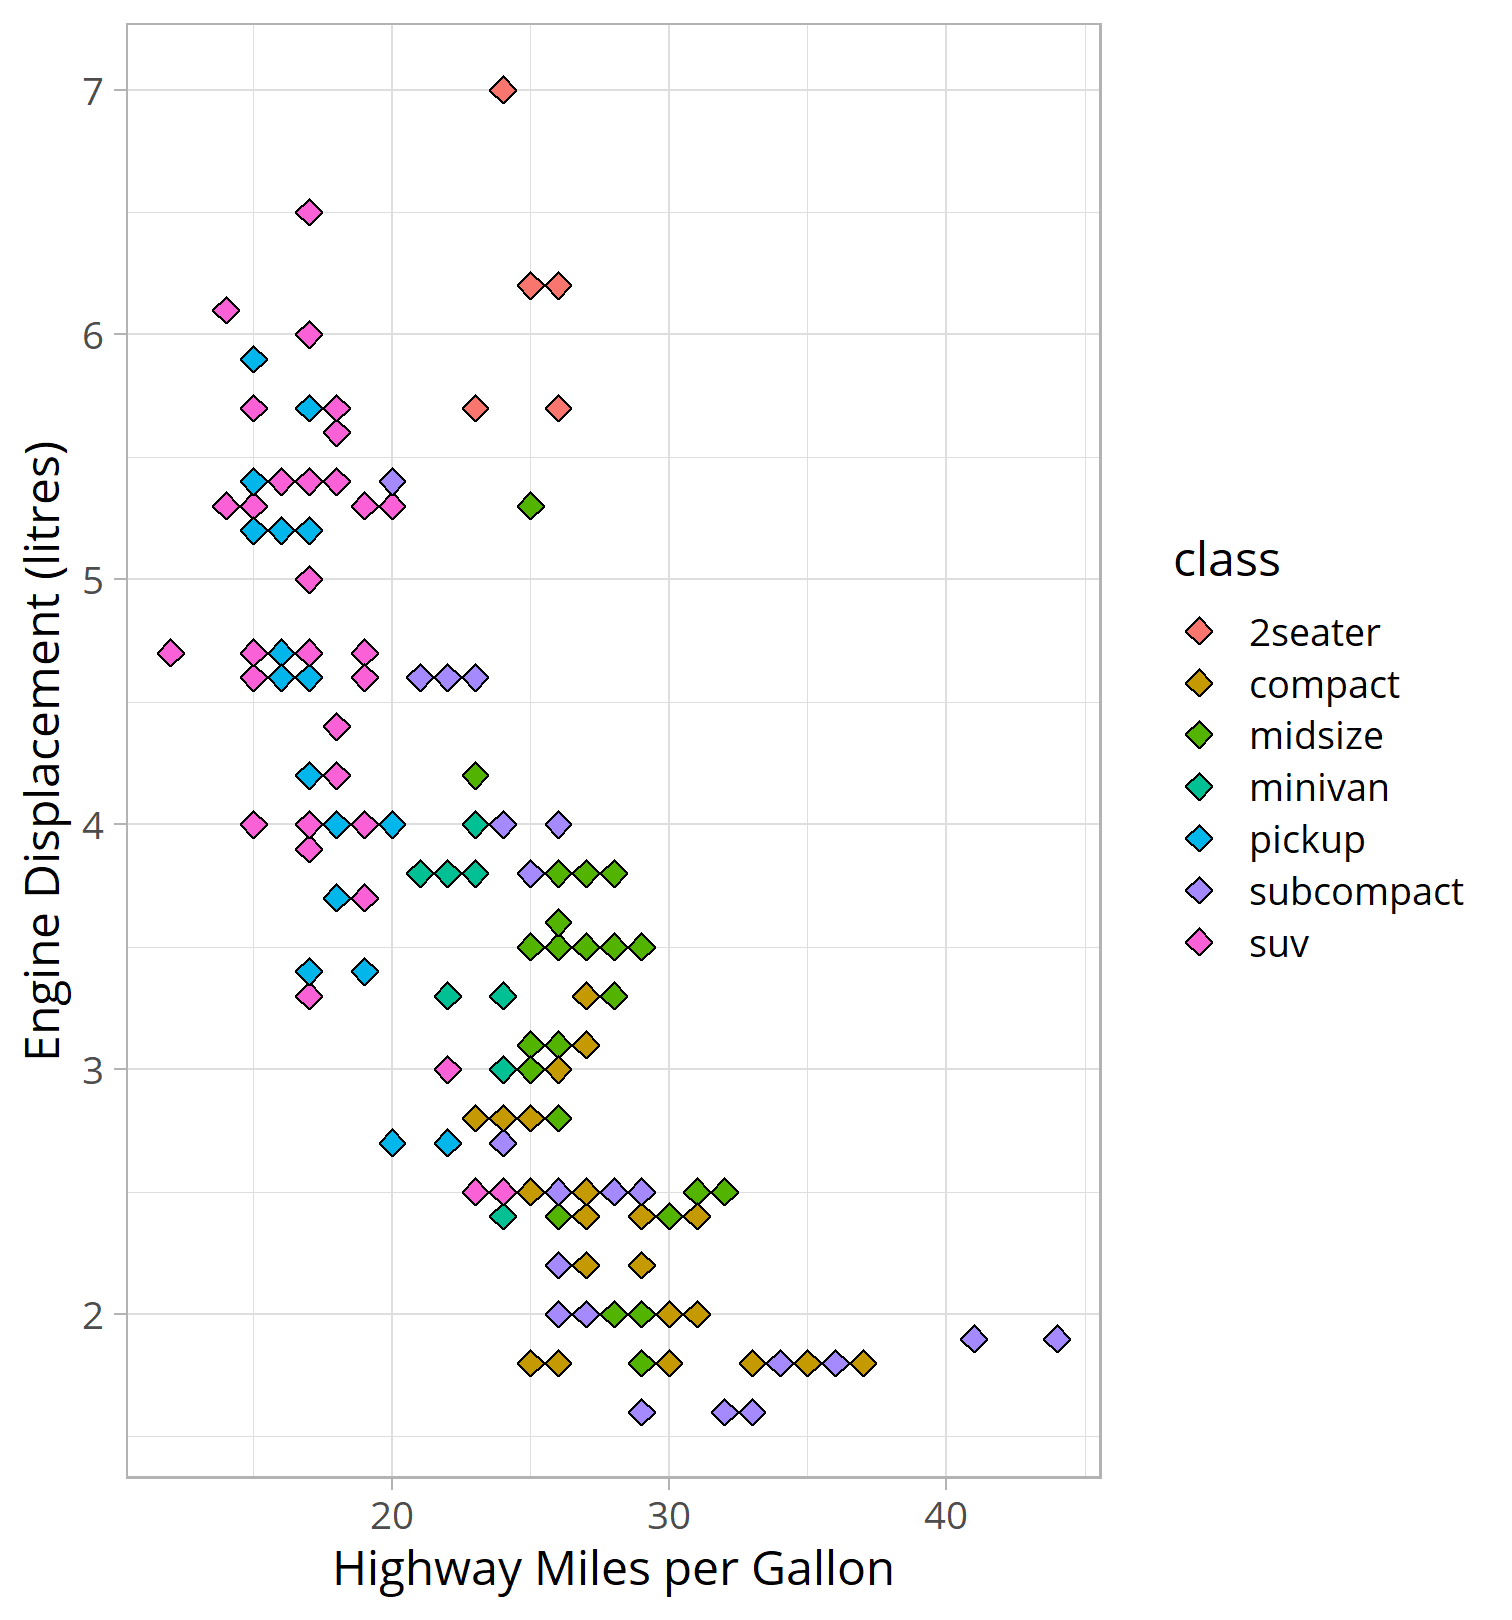 7
6
5
4
3
2
Engine Displacement (litres)
20 30 40
Highway Miles per Gallon
class
2seater
compact
midsize
minivan
pickup
subcompact
suv